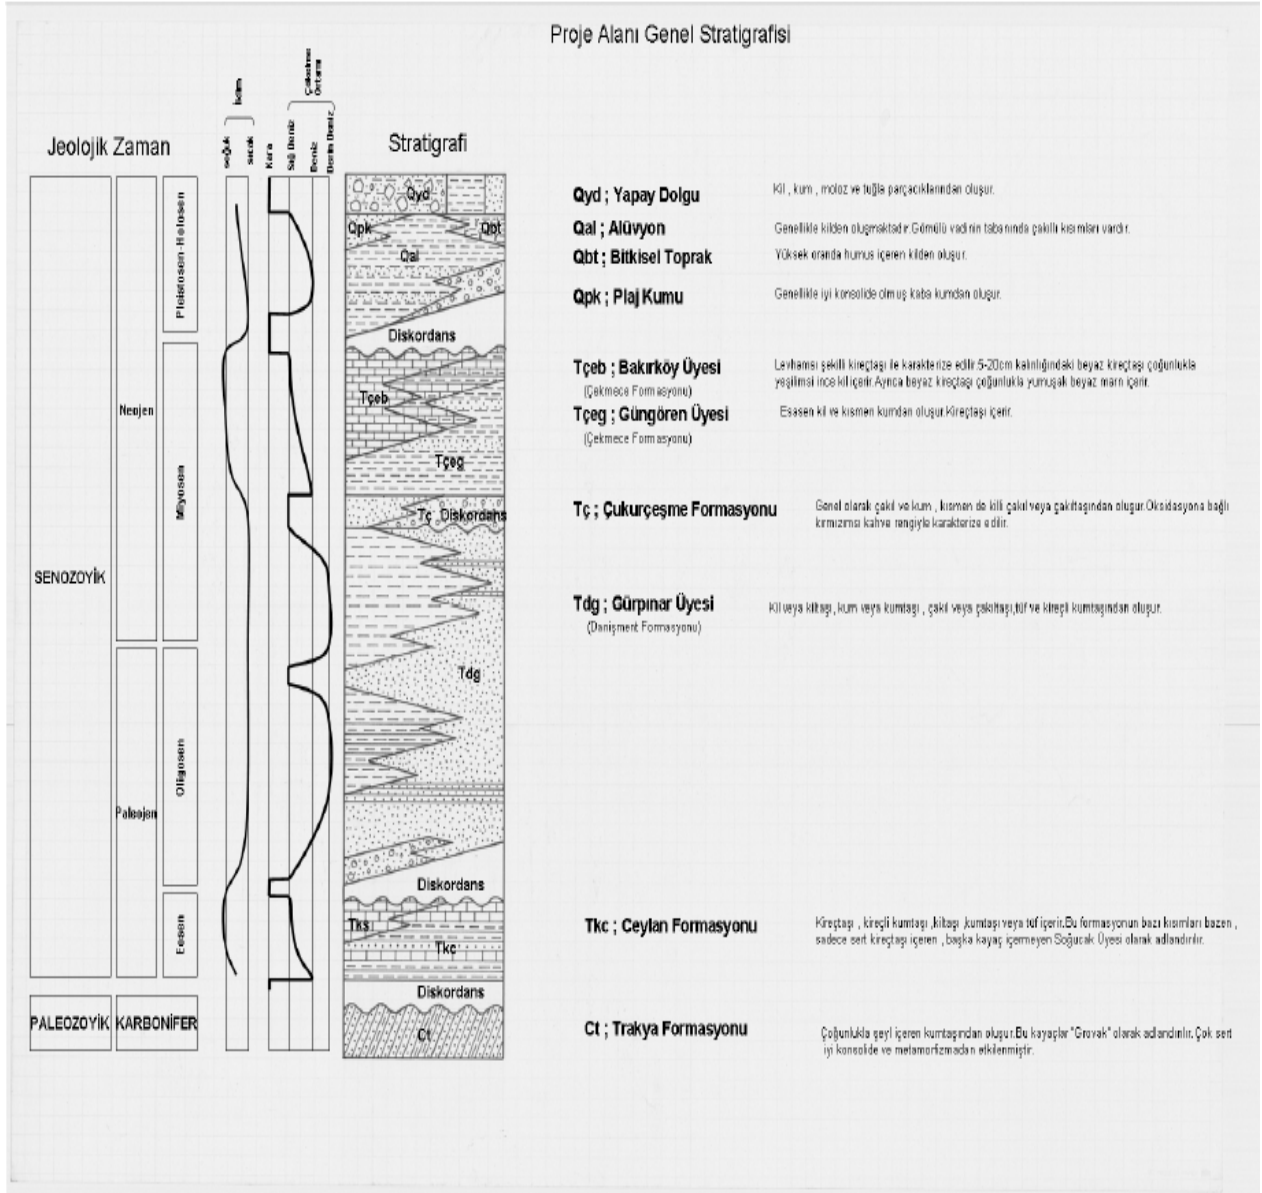 Proje Alanı Genel Stratigrafisi
İklim
Çökelme
Ortamı
Jeolojik Zaman
soğuk
sıcak
Kara
Sığ Deniz
Deniz
Derin Deniz
Stratigrafi
SENOZOYİK
Neojen
Paleojen
Pleistosen-Holosen
Miyosen
Oligosen
Eosen
PALEOZOYİK
KARBONİFER
Qyd
Qpk
Qbt
Qal
Diskordans
Tçeb
Tçeg
Tç
Diskordans
Tdg
Diskordans
Tks
Tkc
Diskordans
Ct
Qyd ; Yapay Dolgu
Kil , kum , moloz ve tuğla parçacıklarından oluşur.
Qal ; Alüvyon
Genellikle kilden oluşmaktadır.Gömülü vadinin tabanında çakıllı kısımları vardır.
Qbt ; Bitkisel Toprak
Yüksek oranda humus içeren kilden oluşur.
Qpk ; Plaj Kumu
Genellikle iyi konsolide olmuş kaba kumdan oluşur.
Tçeb ; Bakırköy Üyesi
(Çekmece Formasyonu)
Levhamsı şekilli kireçtaşı ile karakterize edilir.5-20cm kalınlığındaki beyaz kireçtaşı çoğunlukla
yeşilimsi ince kil içerir.Ayrıca beyaz kireçtaşı çoğunlukla yumuşak beyaz marn içerir.
Tçeg ; Güngören Üyesi
(Çekmece Formasyonu)
Esasen kil ve kısmen kumdan oluşur.Kireçtaşı içerir.
Tç ; Çukurçeşme Formasyonu
Genel olarak çakıl ve kum , kısmen de killi çakıl veya çakıltaşından oluşur.Oksidasyona bağlı
kırmızımsı kahve rengiyle karakterize edilir.
Tdg ; Gürpınar Üyesi
(Danişment Formasyonu)
Kil veya kiltaşı , kum veya kumtaşı , çakıl veya çakıltaşı,tüf ve kireçli kumtaşından oluşur.
Tkc ; Ceylan Formasyonu
Kireçtaşı , kireçli kumtaşı ,kiltaşı ,kumtaşı veya tüf içerir.Bu formasyonun bazı kısımları bazen ,
sadece sert kireçtaşı içeren , başka kayaç içermeyen Soğucak Üyesi olarak adlandırılır.
Ct ; Trakya Formasyonu
Çoğunlukla şeyl içeren kumtaşından oluşur.Bu kayaçlar "Grovak" olarak adlandırılır.Çok sert
iyi konsolide ve metamorfizmadan etkilenmiştir.